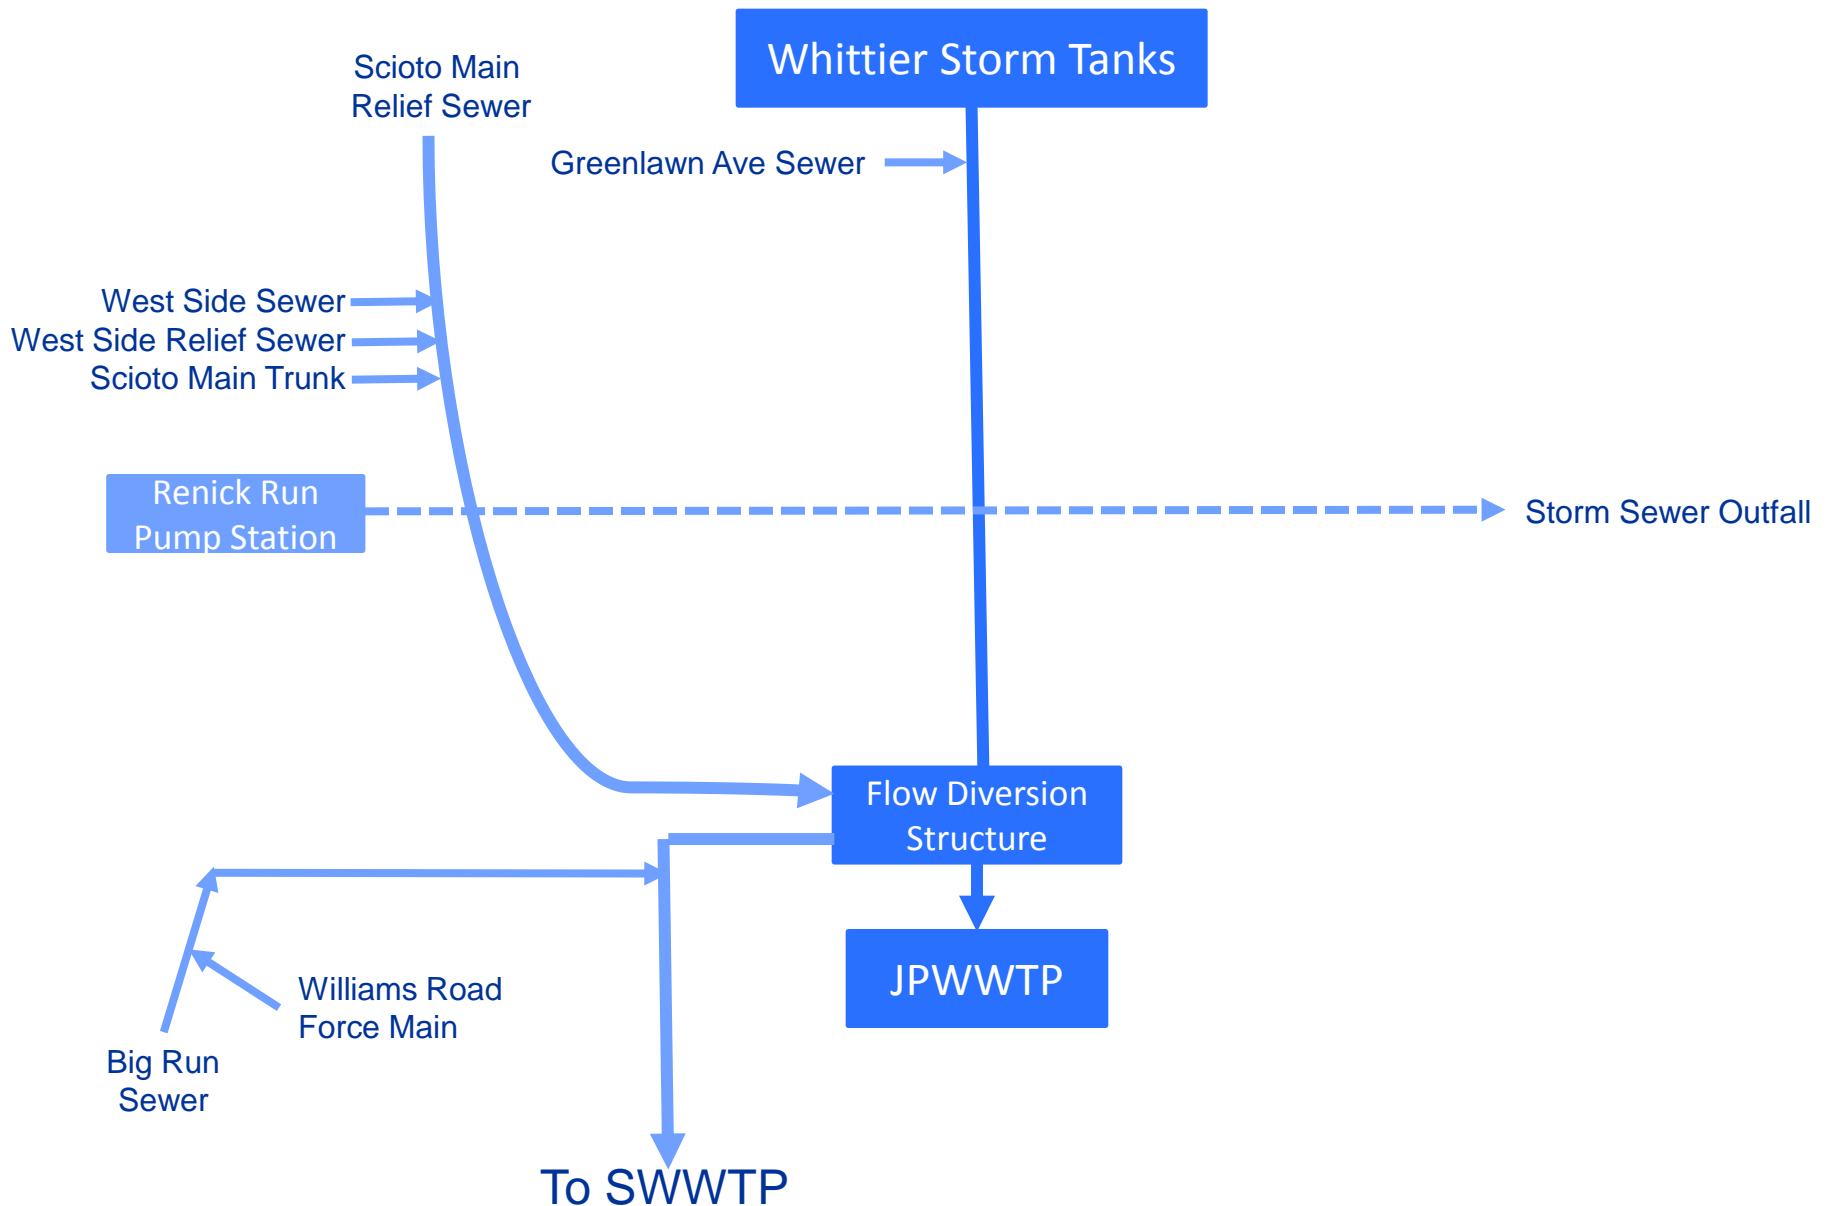 Whittier Storm Tanks
Scioto Main
Relief Sewer
Greenlawn Ave Sewer
West Side Sewer
West Side Relief Sewer
Scioto Main Trunk
Renick Run
Pump Station
Storm Sewer Outfall
Flow Diversion
Structure
JPWWTP
Williams Road
Force Main
Big Run
Sewer
To SWWTP